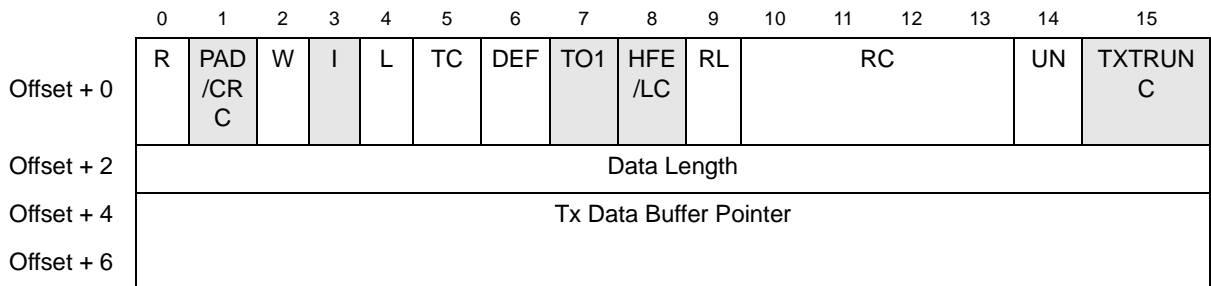 0 1 2 3 4 5 6 7 8 9 10 11 12 13 14 15
Offset + 0 R PAD W I L TC DEF TO1 HFE RL RC UN TXTRUN
/CR /LC C
C
Offset + 2 Data Length
Offset + 4 Tx Data Buffer Pointer
Offset + 6